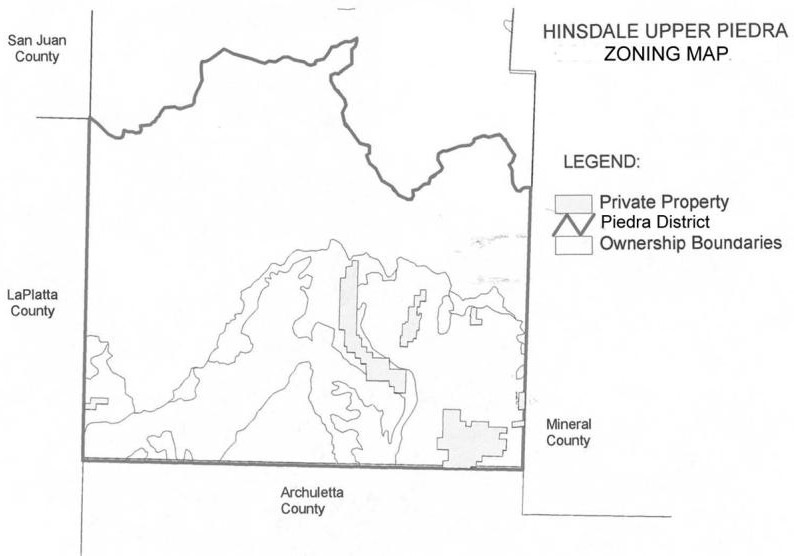 HINSDALE UPPER PIEDRA
ZONING MAP
San Juan
County
LEGEND:
Private Property
Piedra District
Ownership Boundaries
LaPlatta
County
Mineral
County
Archuletta
County